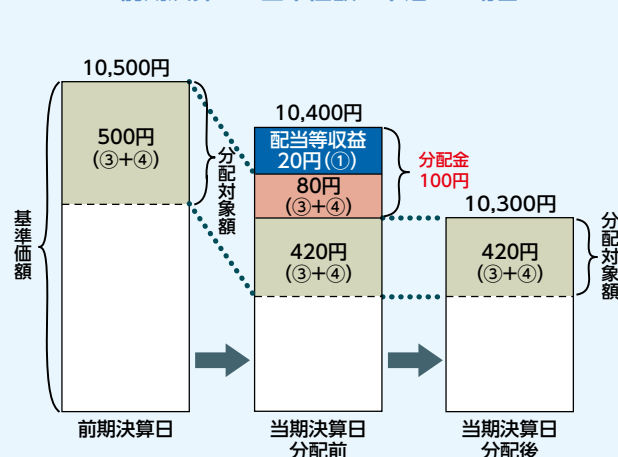 10,500円
500円
(③+④)
分配対象額
基準価額
前期決算日
10,400円
配当等収益
20円(①)
80円
(③+④)
420円
(③+④)
分配金
100円
当期決算日
分配前
10,300円
420円
(③+④)
分配対象額
当期決算日
分配後